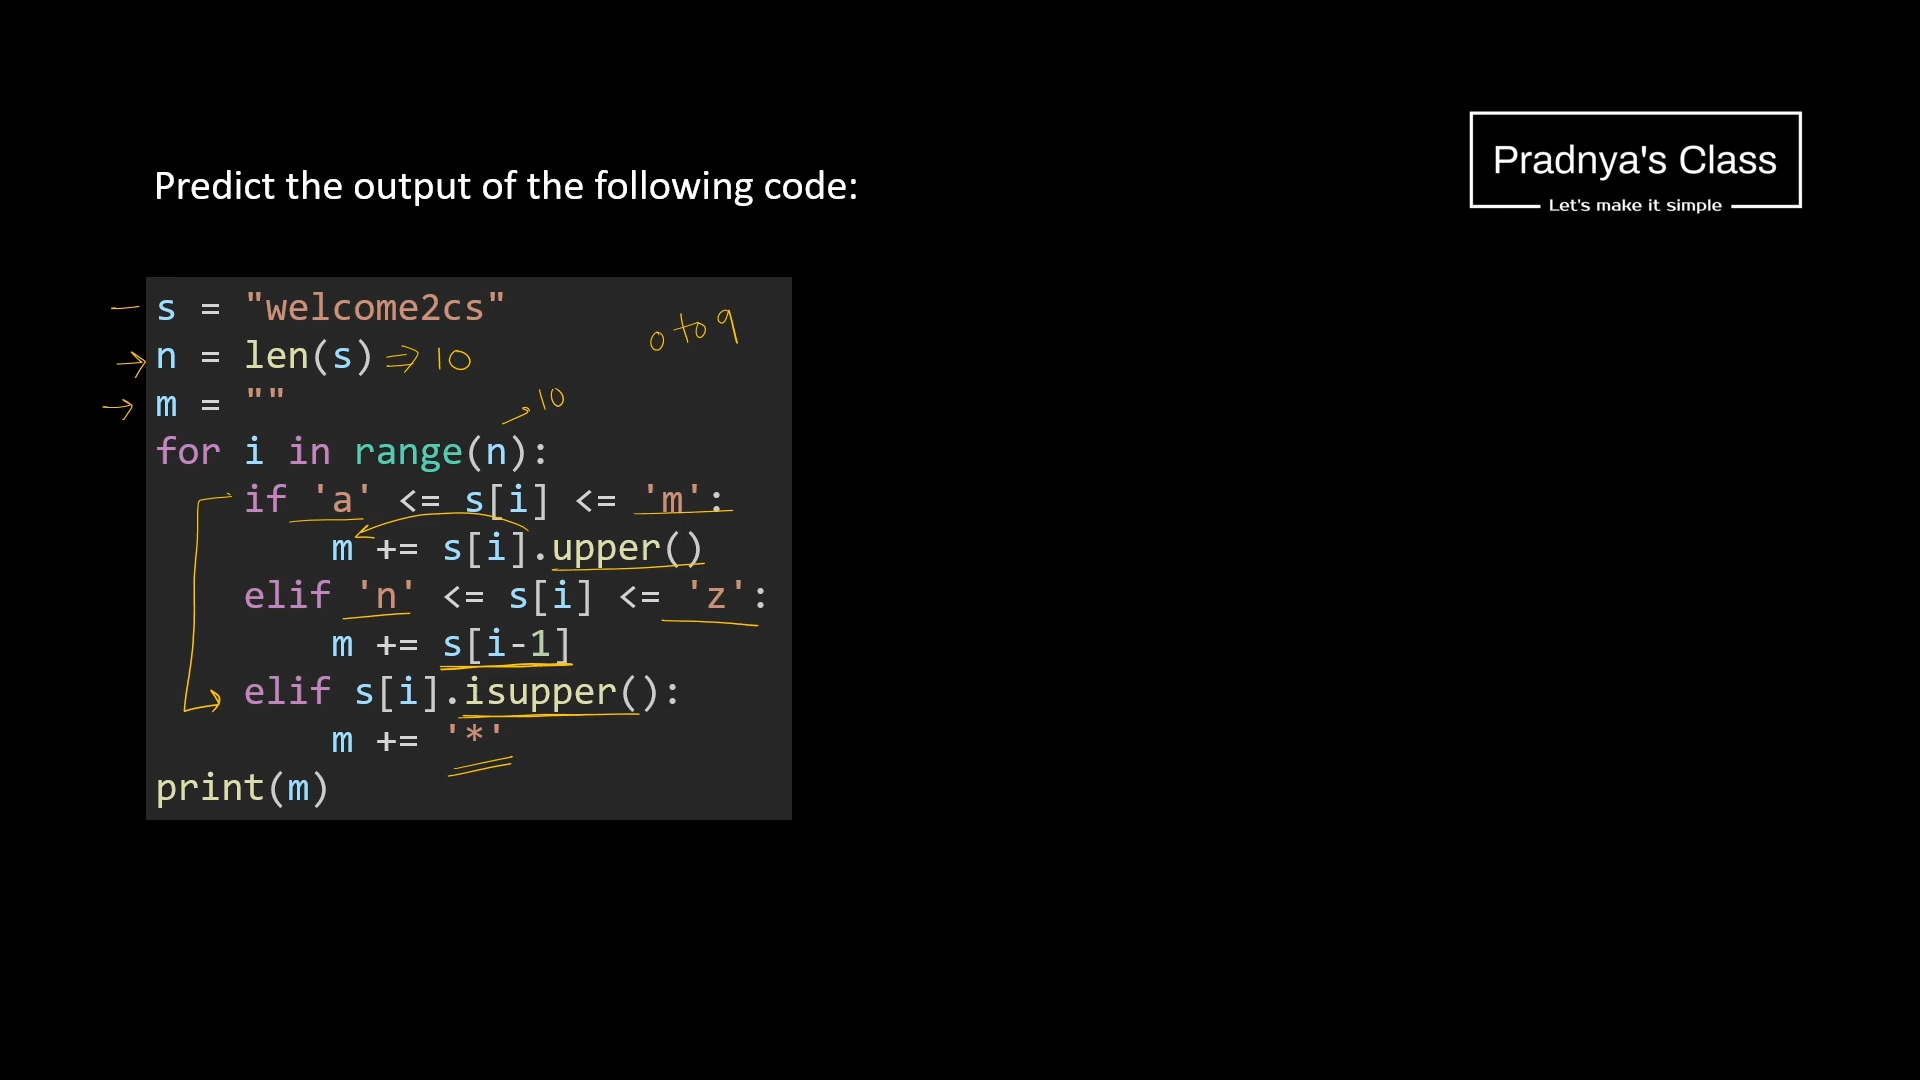 Pradnya's Class
Let's make it simple
Predict the output of the following code:
s = "welcome2cs"
0 to 9
n = len(s) => 10
m = ""
10
for i in range(n):
    if 'a' <= s[i] <= 'm':
        m += s[i].upper()
    elif 'n' <= s[i] <= 'z':
        m += s[i-1]
    elif s[i].isupper():
        m += '*'
print(m)